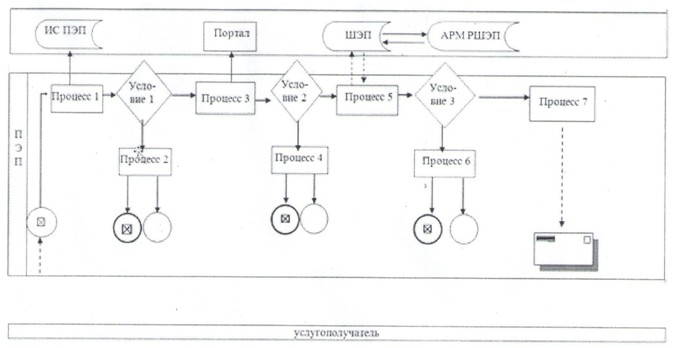 ИС ПЭП
Портал
ШЭП
АРМ РШЭП
ПЭП
Процесс 1
Усло-
вие 1
Процесс 3
Усло-
вие 2
Процесс 5
Усло-
вие 3
Процесс 7
Процесс 2
Процесс 4
Процесс 6
услугополучатель